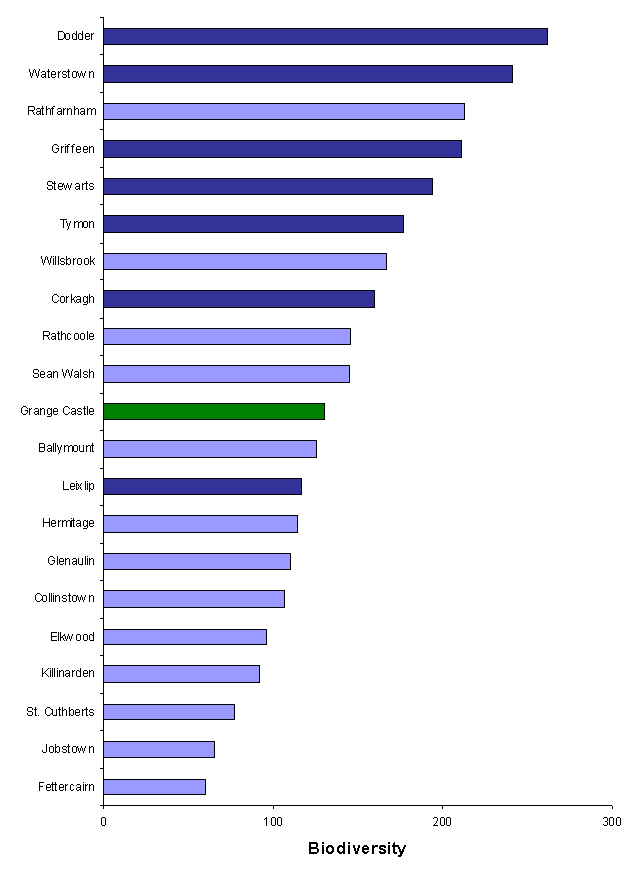 Dodder
Waterstown
Rathfarnham
Griffeen
Stewarts
Tymon
Willsbrook
Corkagh
Rathcoole
Sean Walsh
Grange Castle
Ballymount
Leixlip
Hermitage
Glenaulin
Collinstown
Elkwood
Killinarden
St. Cuthberts
Jobstown
Fettercairn
0 100 200 300
Biodiversity